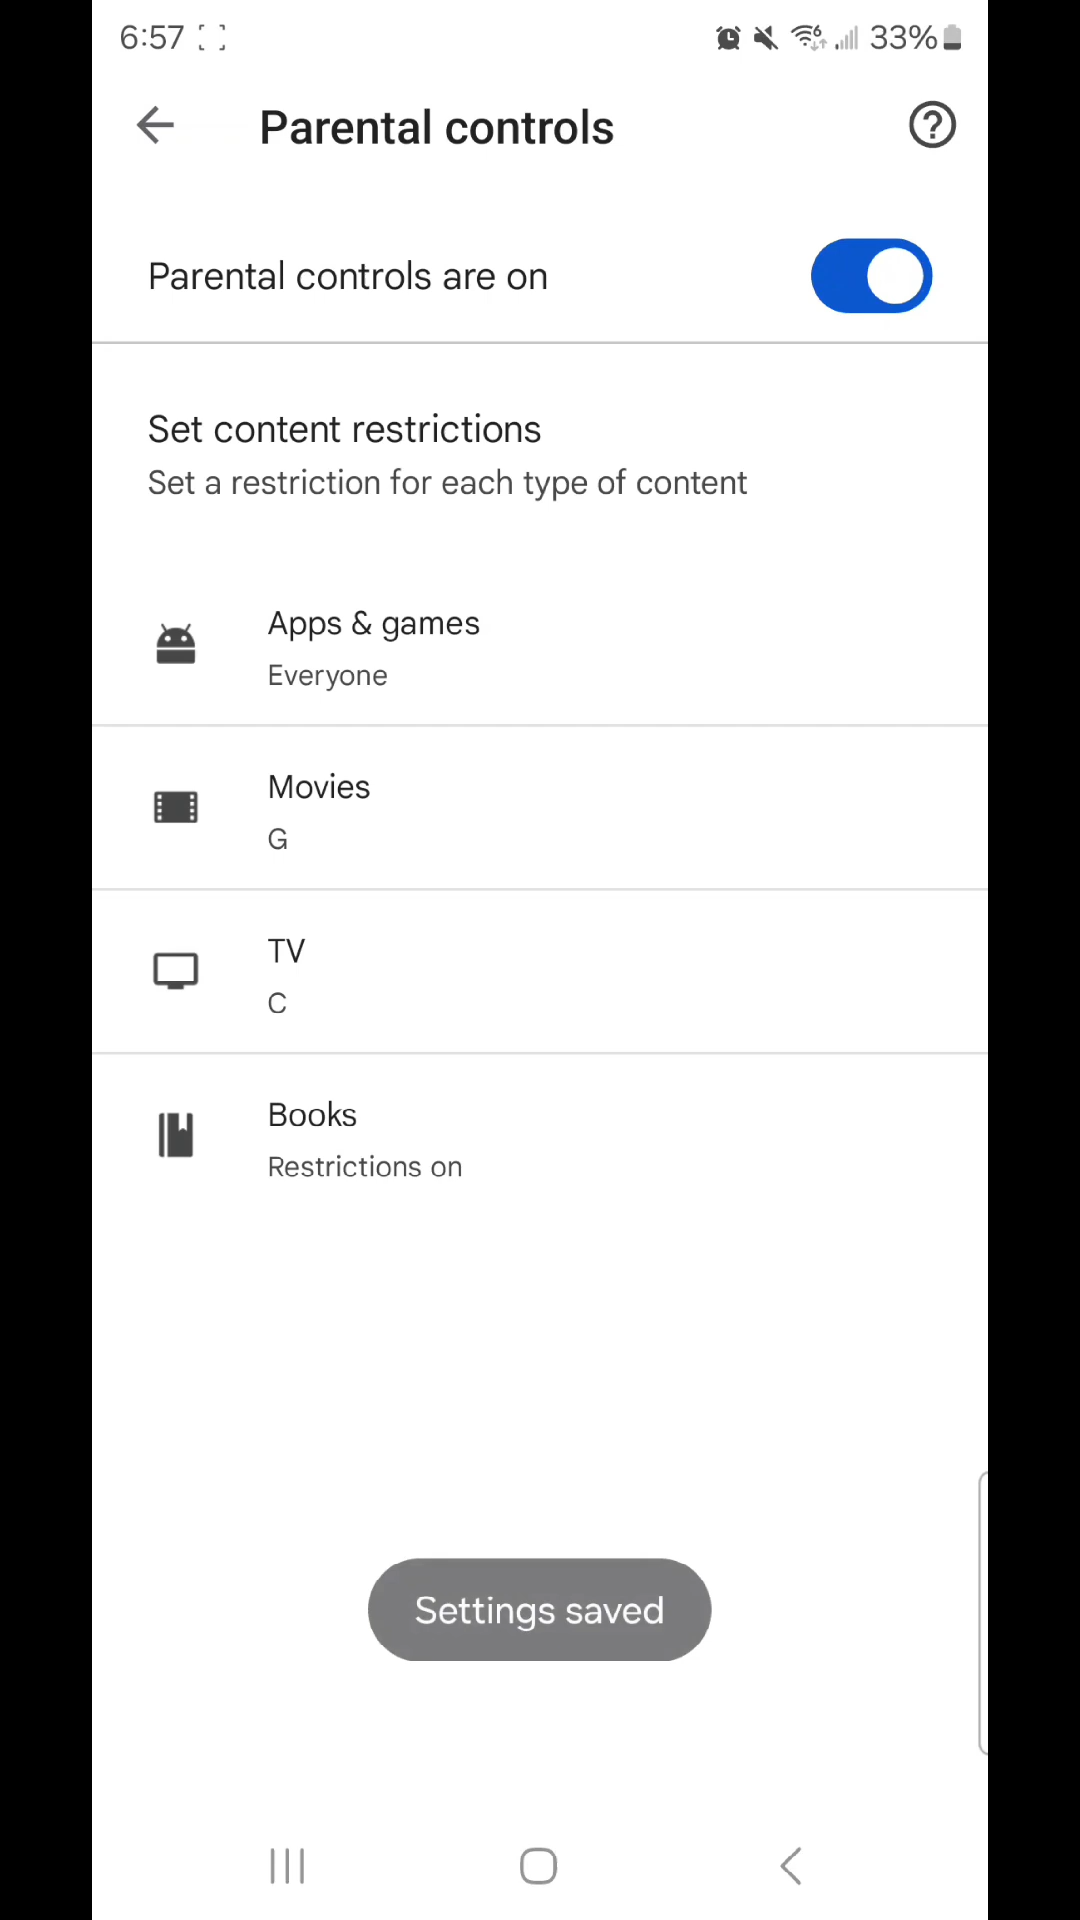 6:57 33%
Parental controls
Parental controls are on
Set content restrictions
Set a restriction for each type of content
Apps & games
Everyone
Movies
G
TV
C
Books
Restrictions on
Settings saved